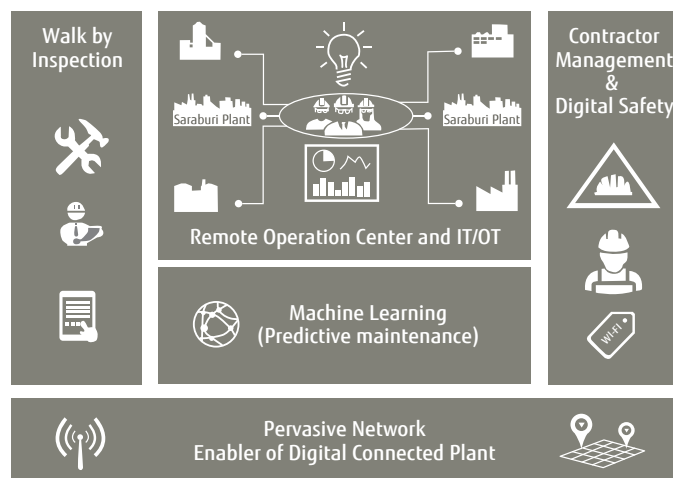 Walk by
Inspection
Saraburi Plant
Saraburi Plant
Remote Operation Center and IT/OT
Machine Learning
(Predictive maintenance)
Contractor
Management
&
Digital Safety
WI-FI
Pervasive Network
Enabler of Digital Connected Plant